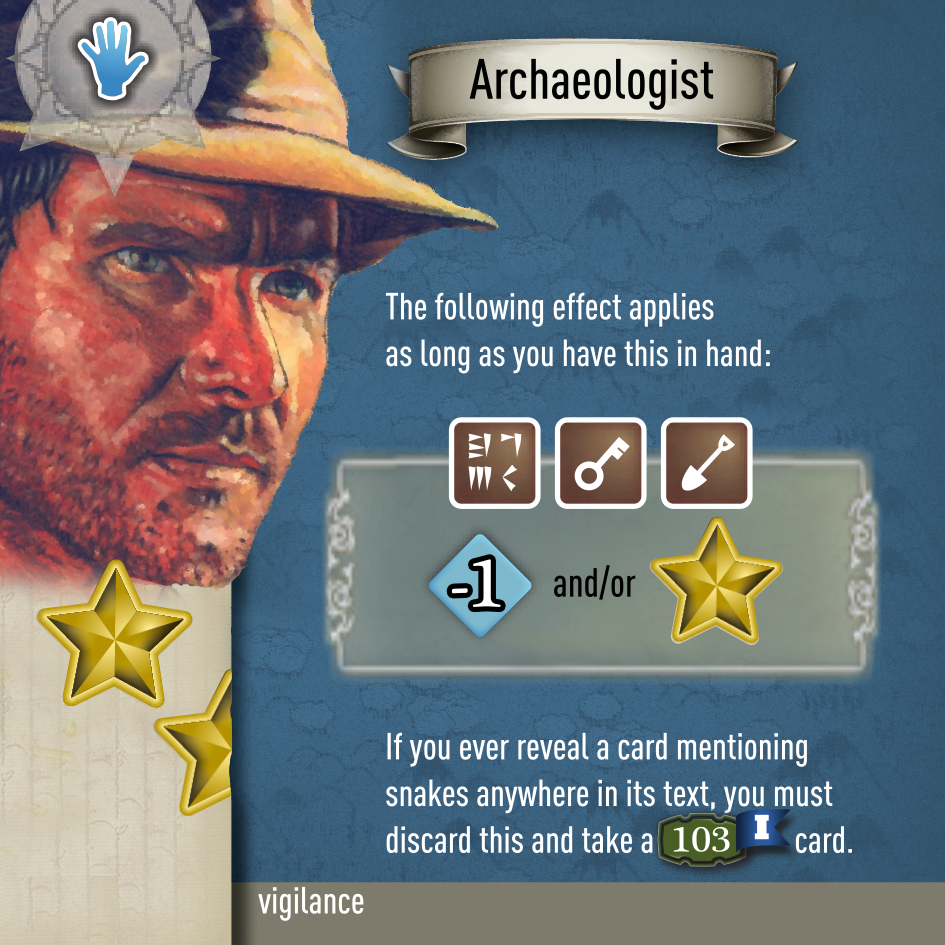 Archaeologist
The following effect applies
as long as you have this in hand:
-1 and/or
If you ever reveal a card mentioning
snakes anywhere in its text, you must
discard this and take a 103 I card.
vigilance